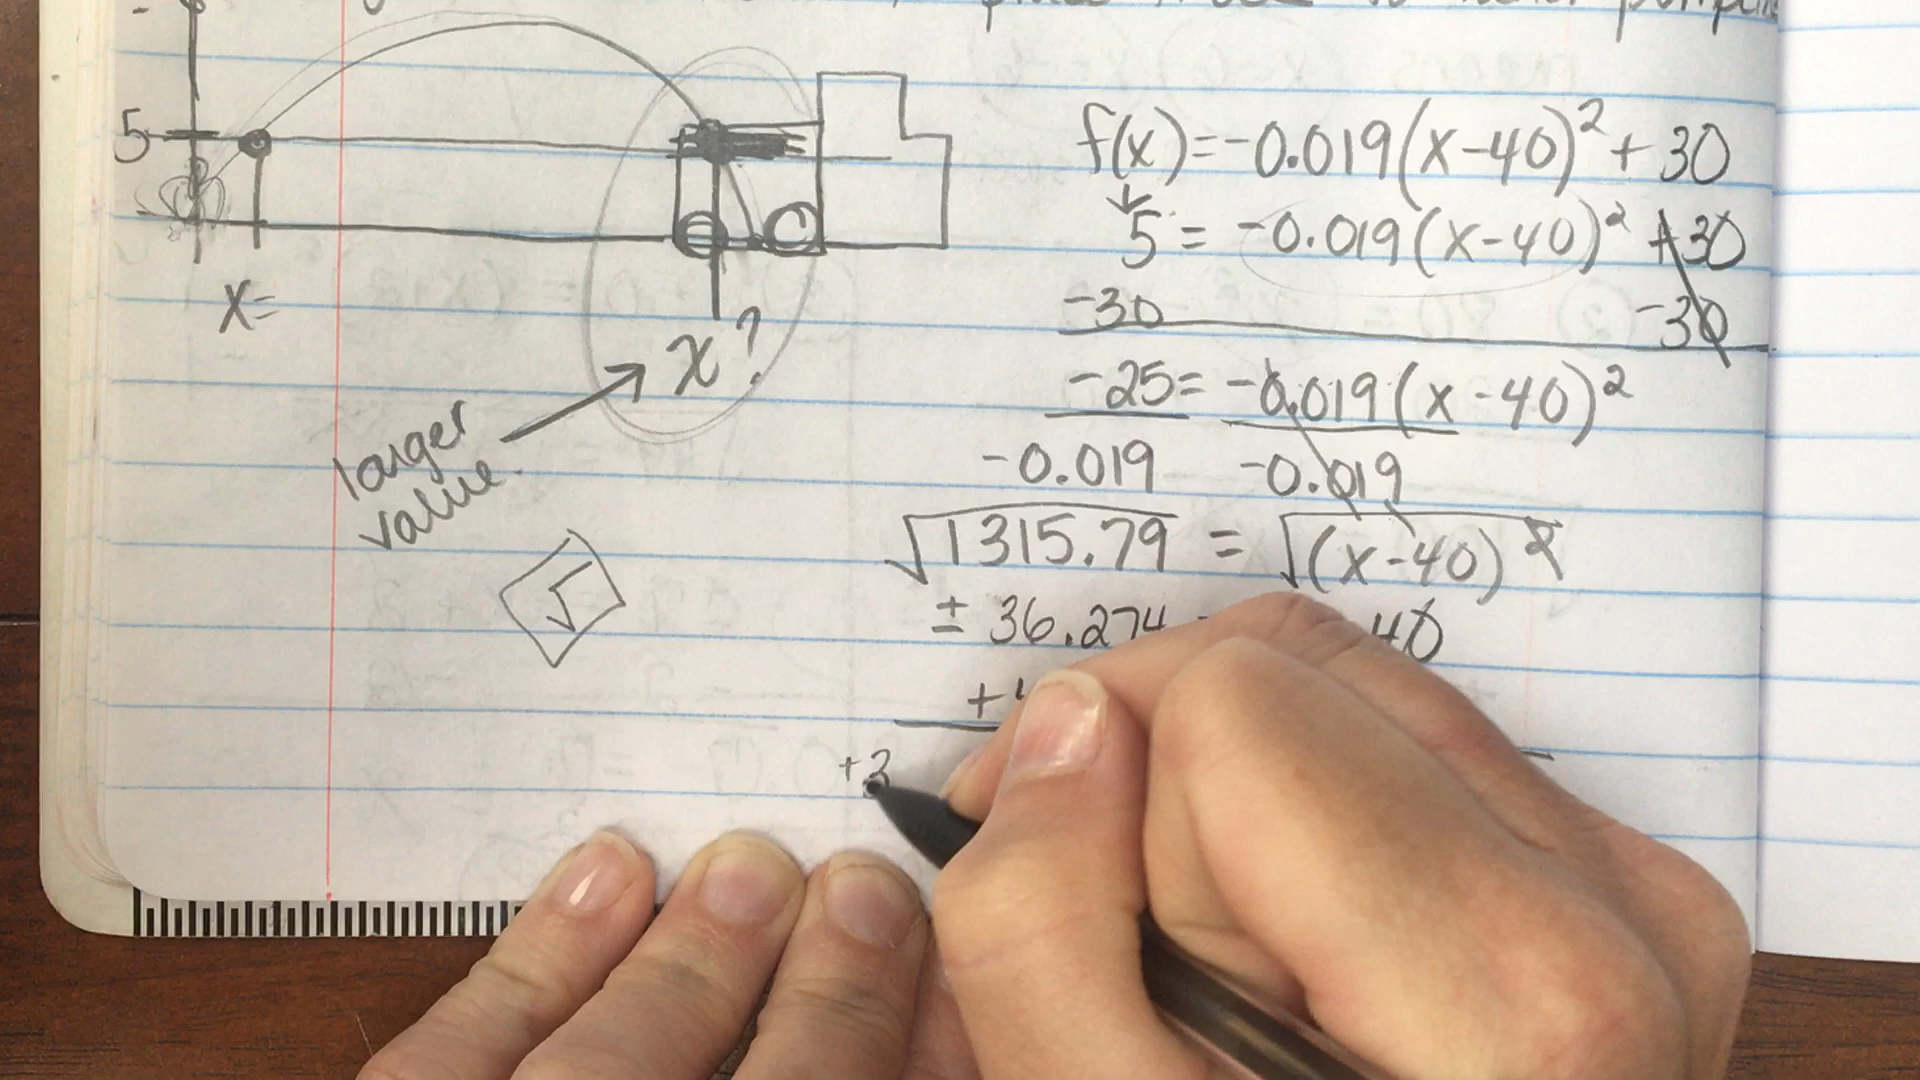 5
x=
x?
larger
value.
√
f(x)=-0.019(x-40)²+30
5 = -0.019(x-40)² +30
-30 -30
-25 = -0.019(x-40)²
-0.019 -0.019
√1315.79 = √(x-40)²
± 36.274 40
+
+3